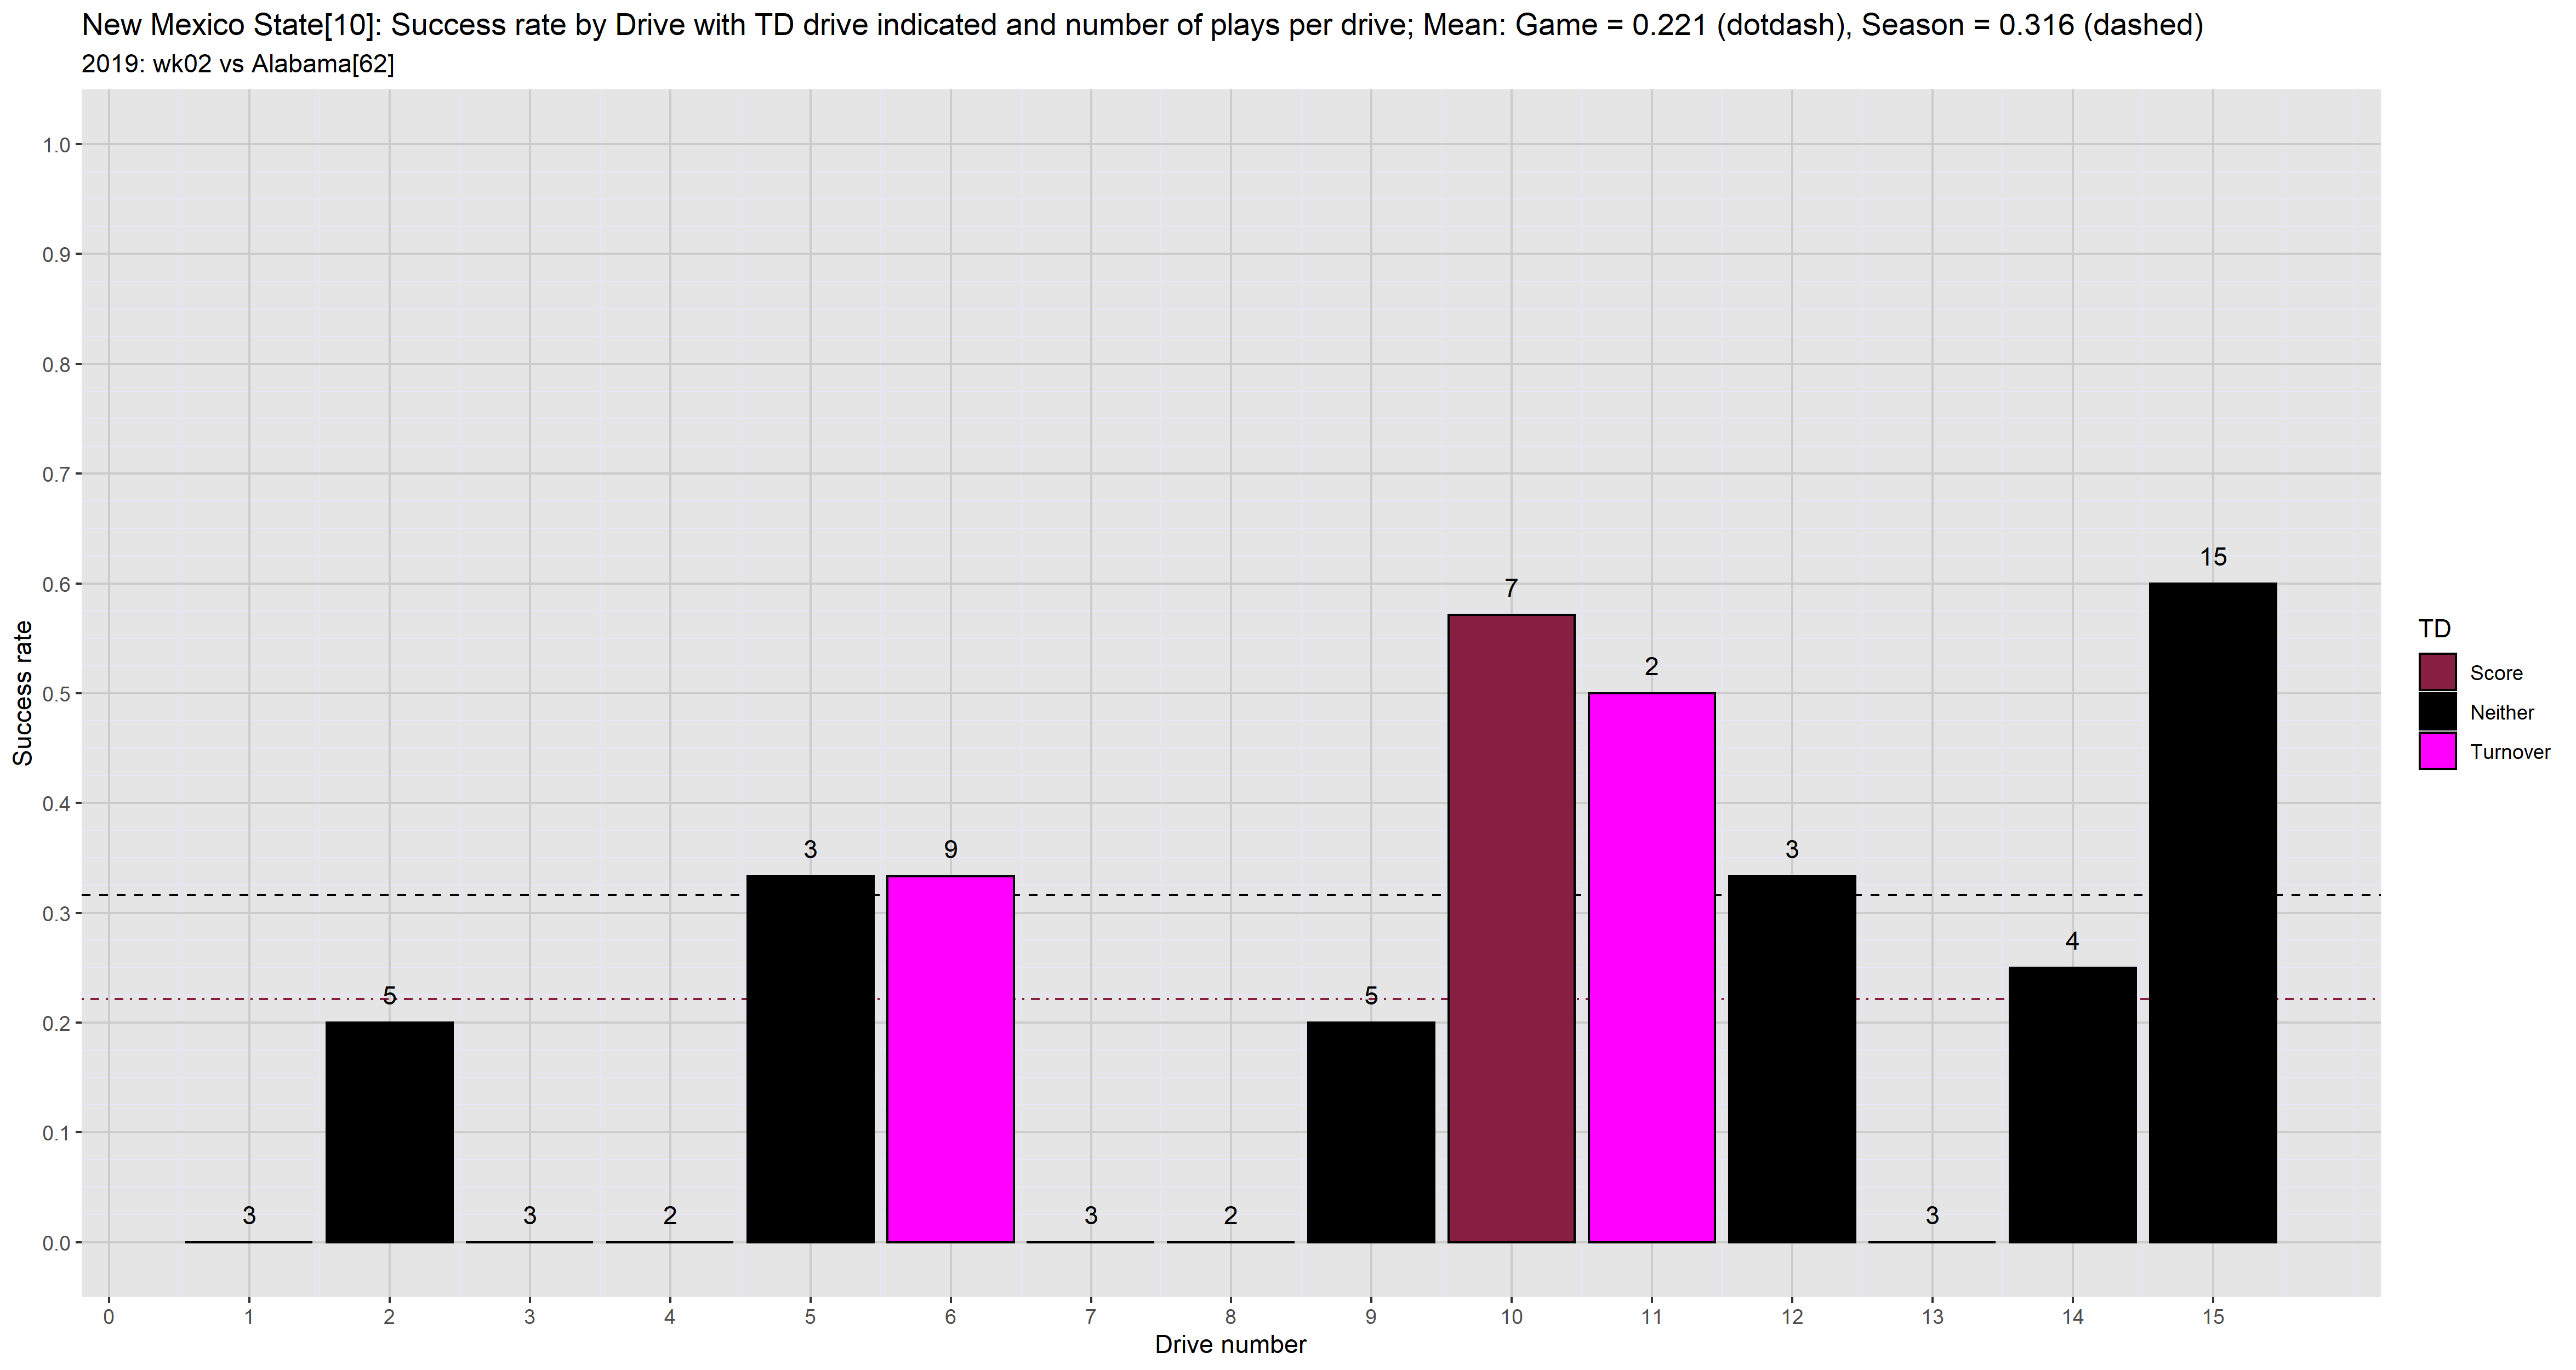 New Mexico State[10]: Success rate by Drive with TD drive indicated and number of plays per drive; Mean: Game = 0.221 (dotdash), Season = 0.316 (dashed)
2019: wk02 vs Alabama[62]
Success rate
1.0
0.9
0.8
0.7
0.6
0.5
0.4
0.3
0.2
0.1
0.0
3
5
3
2
3
9
3
2
5
7
2
3
3
4
15
0 1 2 3 4 5 6 7 8 9 10 11 12 13 14 15
Drive number
TD
Score
Neither
Turnover